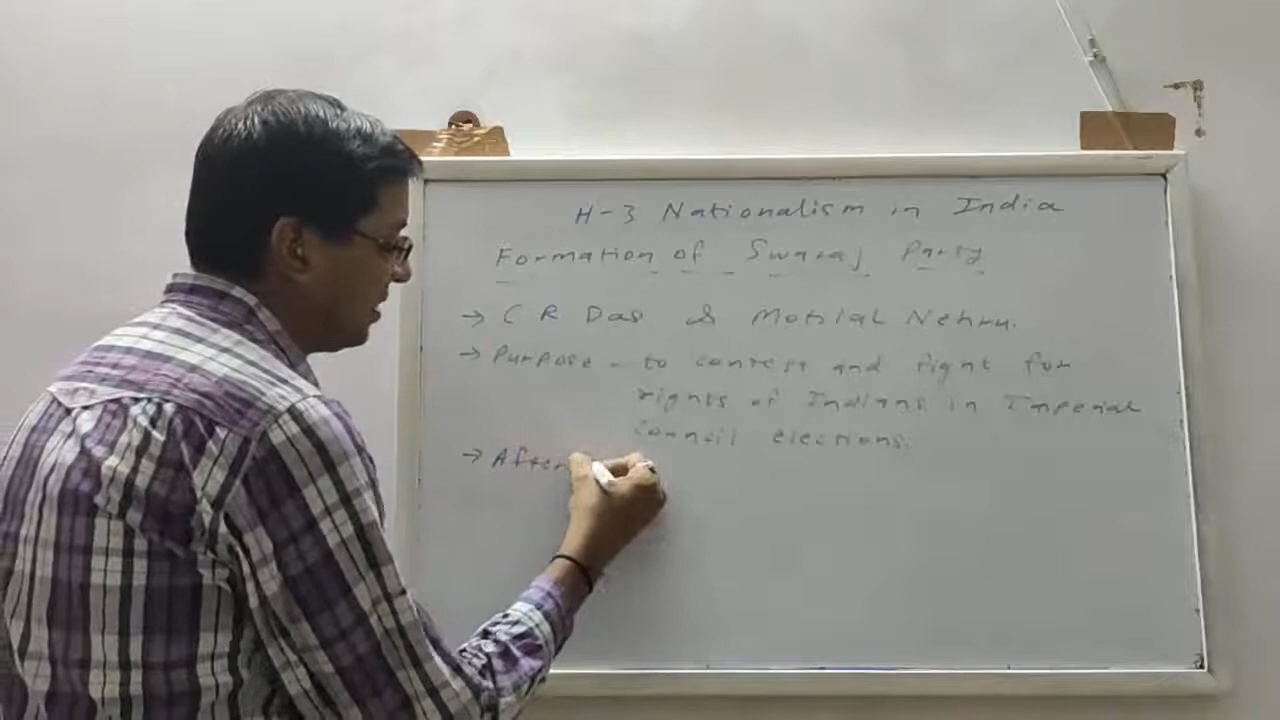 H-3 Nationalism in India
Formation of Swaraj Party
→ C R Das & Motilal Nehru.
→ Purpose - to contest and fight for
rights of Indians in Imperial
council elections.
→ After